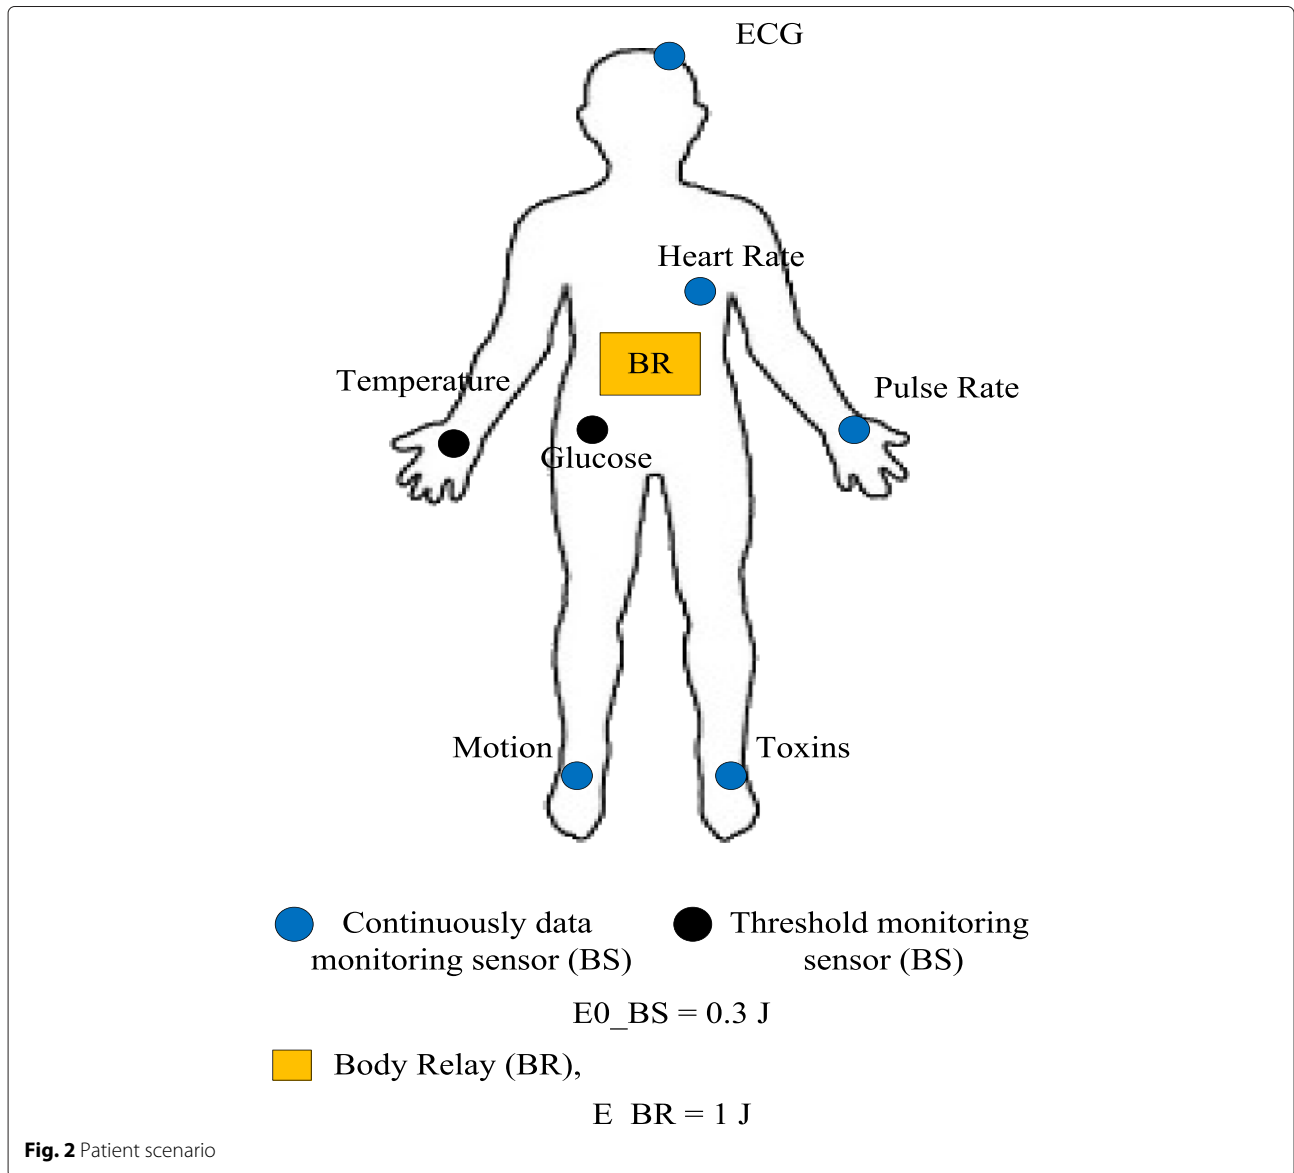 ECG
Heart Rate
BR
Temperature
Pulse Rate
Glucose
Motion
Toxins
Continuously data
monitoring sensor (BS)
Threshold monitoring
sensor (BS)
E0_BS = 0.3 J
Body Relay (BR),
E BR = 1 J
Fig. 2 Patient scenario